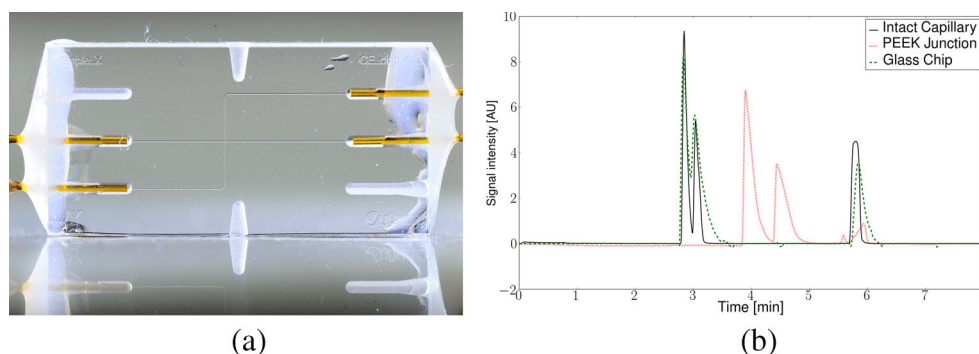 10
8
6
4
2
0
−2
Signal intensity [AU]
0
1
2
3
4
5
6
7
Time [min]
Intact Capillary
PEEK Junction
Glass Chip
(a)
(b)